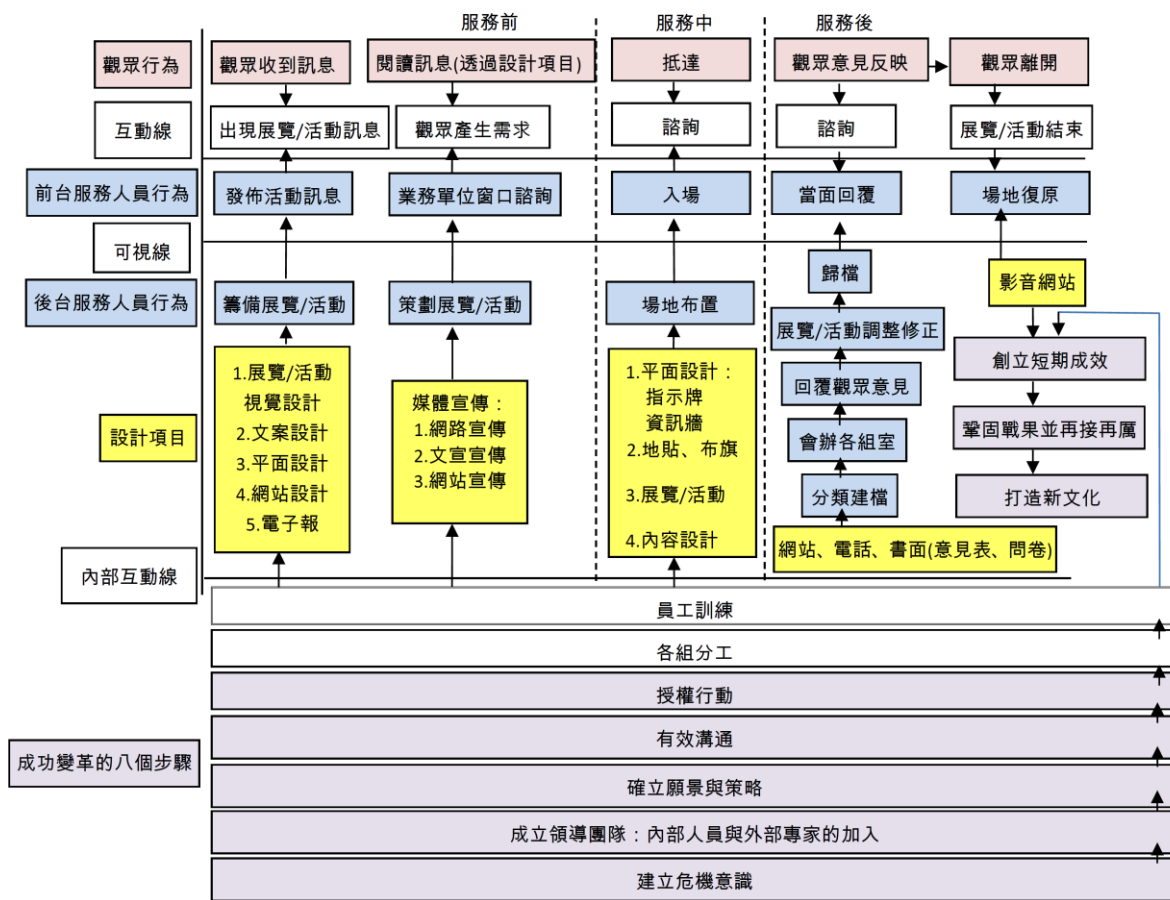 服務前
服務中
服務後
觀眾行為
觀眾收到訊息
閱讀訊息(透過設計項目)
抵達
觀眾意見反映
觀眾離開
互動線
出現展覽/活動訊息
觀眾產生需求
諮詢
諮詢
展覽/活動結束
前台服務人員行為
發佈活動訊息
業務單位窗口諮詢
入場
當面回覆
場地復原
可視線
後台服務人員行為
籌備展覽/活動
策劃展覽/活動
場地布置
歸檔
影音網站
展覽/活動調整修正
創立短期成效
設計項目
1.展覽/活動
視覺設計
2.文案設計
3.平面設計
4.網站設計
5.電子報
媒體宣傳：
1.網路宣傳
2.文宣宣傳
3.網站宣傳
1.平面設計：
指示牌
資訊牆
2.地貼、布旗
3.展覽/活動
4.內容設計
回覆觀眾意見
會辦各組室
分類建檔
網站、電話、書面(意見表、問卷)
鞏固戰果並再接再厲
打造新文化
內部互動線
員工訓練
各組分工
授權行動
有效溝通
成功變革的八個步驟
確立願景與策略
成立領導團隊：內部人員與外部專家的加入
建立危機意識